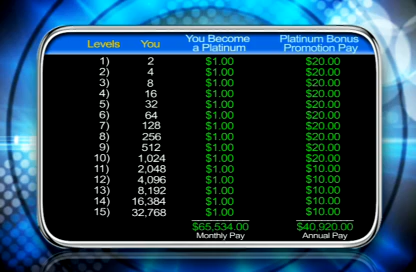 Levels You You Become a Platinum Platinum Bonus Promotion Pay
1) 2 $1.00 $20.00
2) 4 $1.00 $20.00
3) 8 $1.00 $20.00
4) 16 $1.00 $20.00
5) 32 $1.00 $20.00
6) 64 $1.00 $20.00
7) 128 $1.00 $20.00
8) 256 $1.00 $20.00
9) 512 $1.00 $20.00
10) 1,024 $1.00 $20.00
11) 2,048 $1.00 $10.00
12) 4,096 $1.00 $10.00
13) 8,192 $1.00 $10.00
14) 16,384 $1.00 $10.00
15) 32,768 $1.00 $10.00
$65,534.00 $40,920.00
Monthly Pay Annual Pay